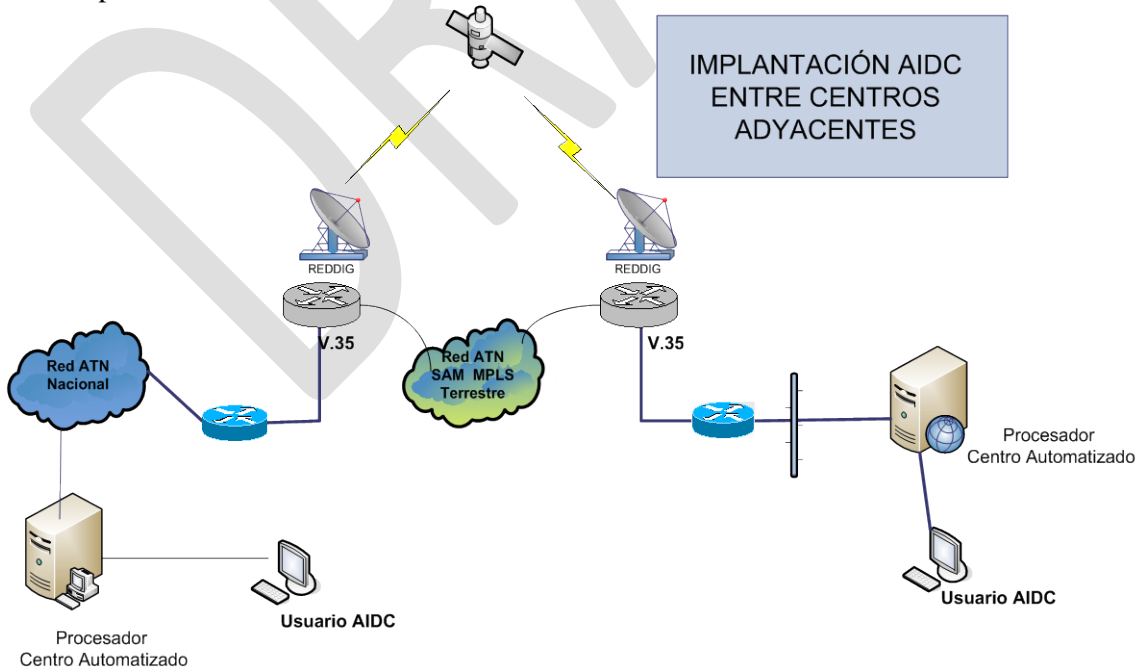 IMPLANTACIÓN AIDC
ENTRE CENTROS
ADYACENTES
REDDIG
REDDIG
V.35
V.35
Red ATN
Nacional
Red ATN
SAM MPLS
Terrestre
Procesador
Centro Automatizado
Usuario AIDC
Usuario AIDC
Procesador
Centro Automatizado